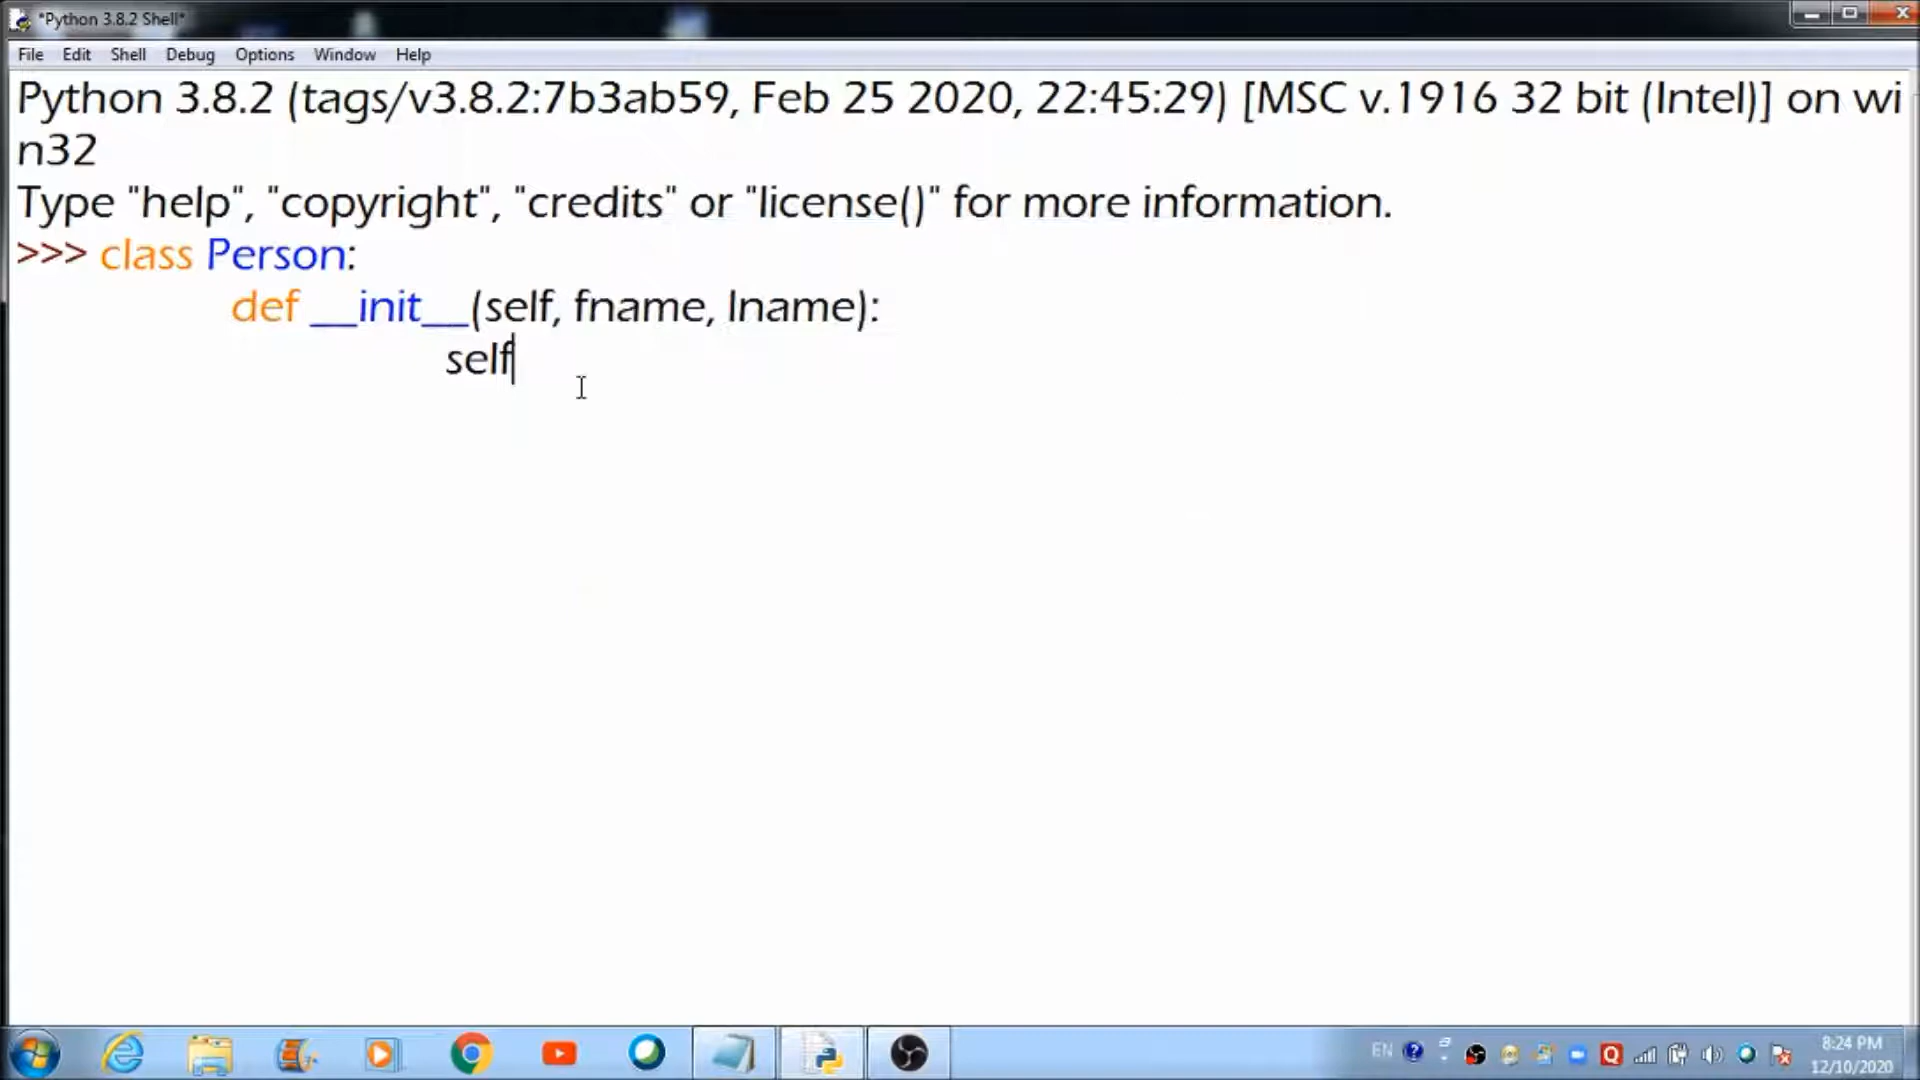 *Python 3.8.2 Shell*
File Edit Shell Debug Options Window Help
Python 3.8.2 (tags/v3.8.2:7b3ab59, Feb 25 2020, 22:45:29) [MSC v.1916 32 bit (Intel)] on wi
n32
Type "help", "copyright", "credits" or "license()" for more information.
>>> class Person:
def __init__(self, fname, lname):
self
EN
8:24 PM
12/10/2020